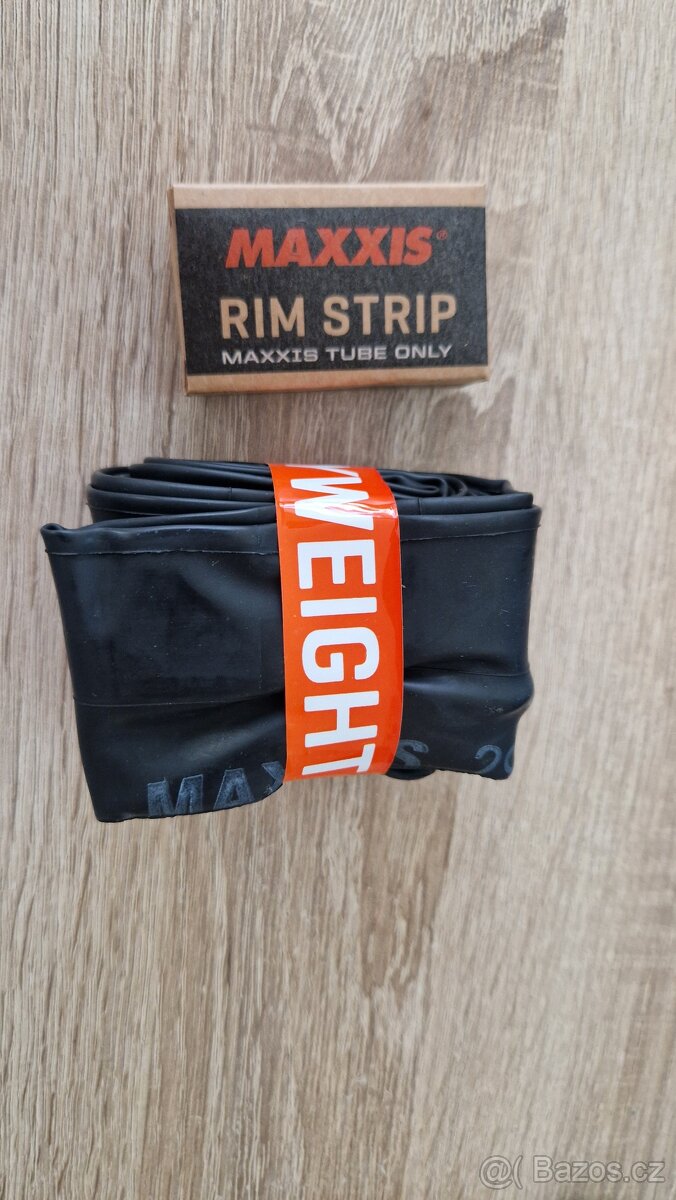 MAXXIS®
RIM STRIP
MAXXIS TUBE ONLY
WEIGHT
@ Bazos.cz